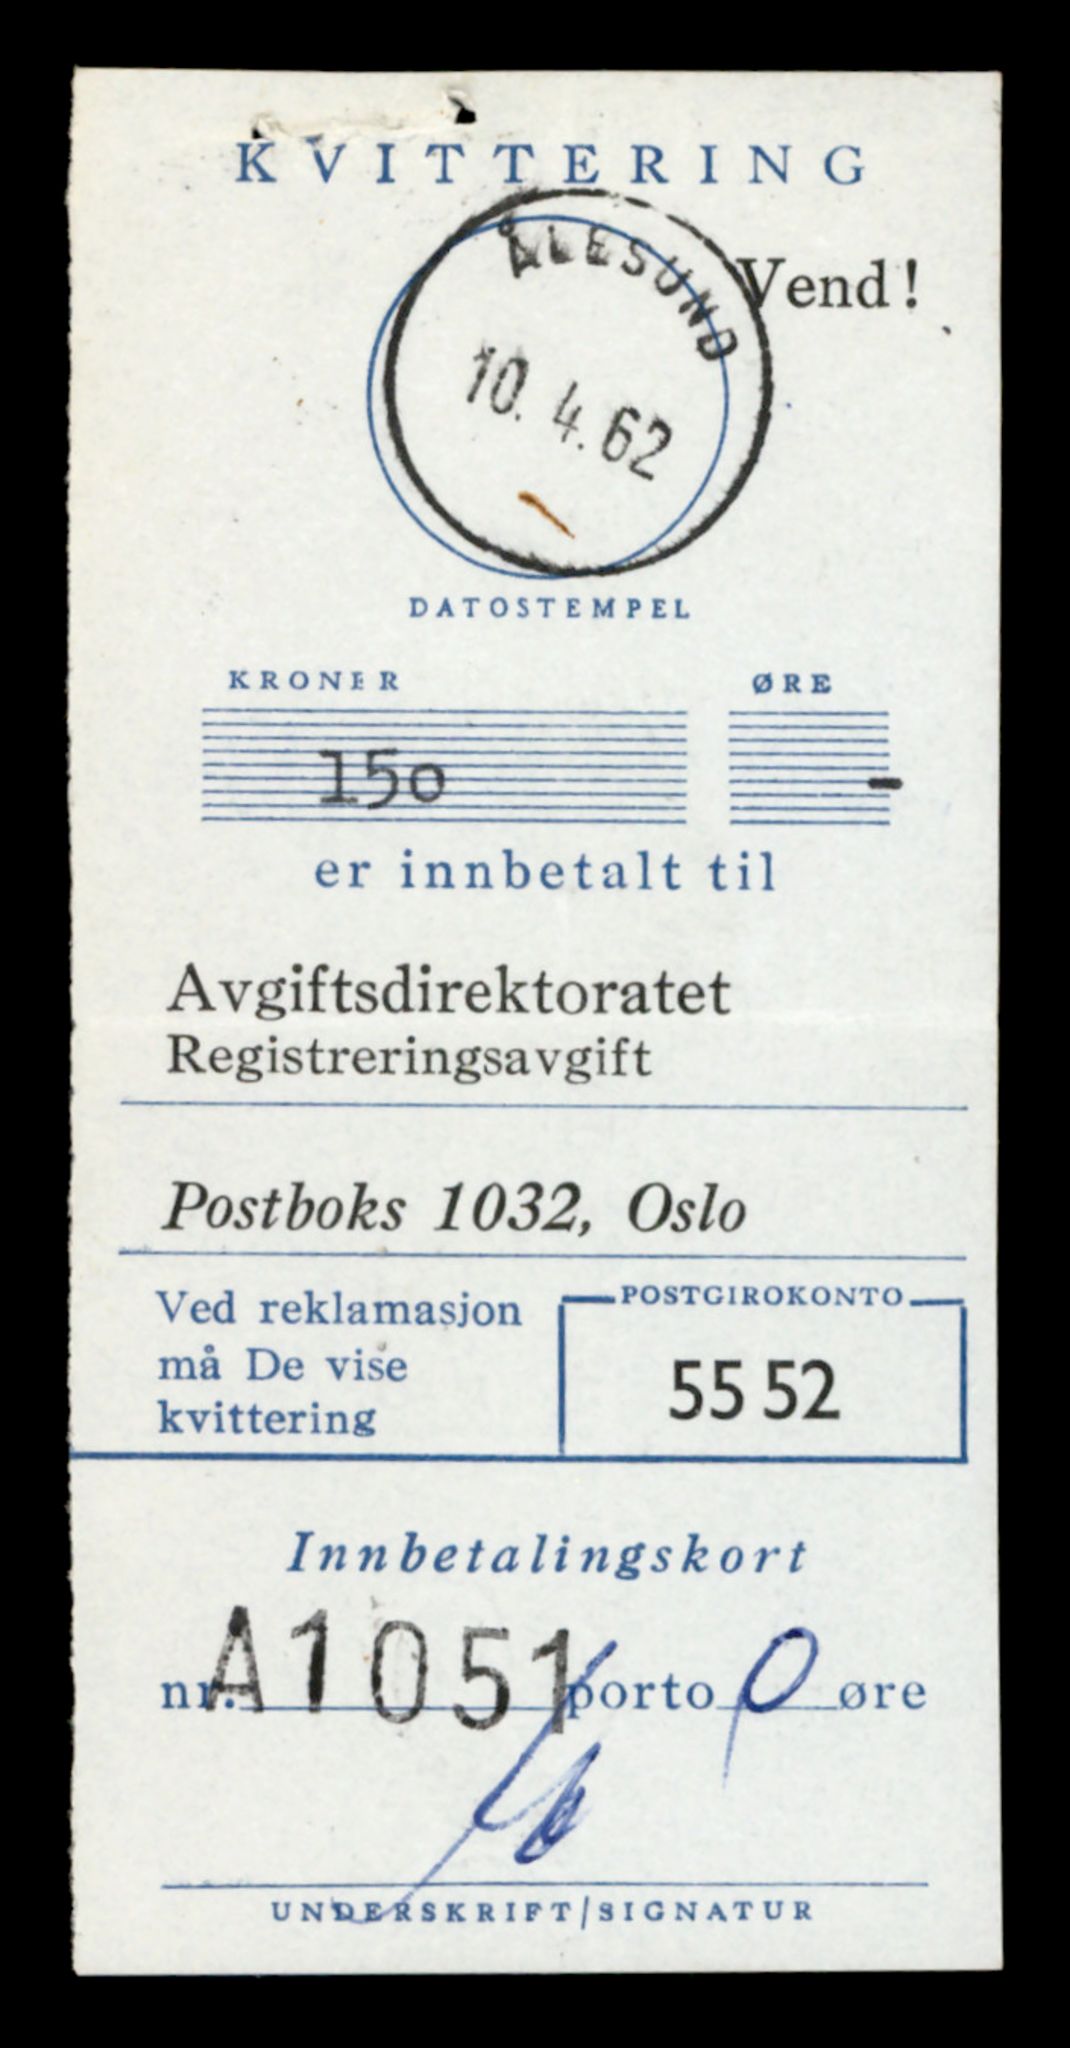 KVITTERING
ÅLESUND
Vend!
10. 4. 62
DATOSTEMPEL
KRONER ØRE
150 -
er innbetalt til
Avgiftsdirektoratet
Registreringsavgift
Postboks 1032, Oslo
Ved reklamasjon
må De vise
kvittering
POSTGIROKONTO
55 52
Innbetalingskort
nr. A1051 porto 0 øre
UNDERSKRIFT/SIGNATUR